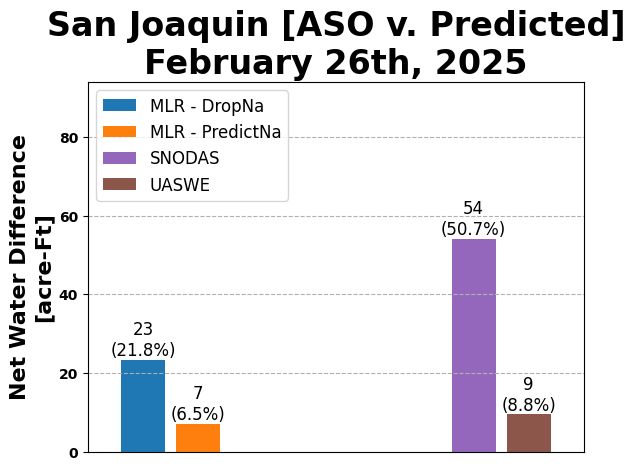 San Joaquin [ASO v. Predicted]
February 26th, 2025
Net Water Difference
[acre-Ft]
80
60
40
20
0
MLR - DropNa
MLR - PredictNa
SNODAS
UASWE
23
(21.8%)
7
(6.5%)
54
(50.7%)
9
(8.8%)